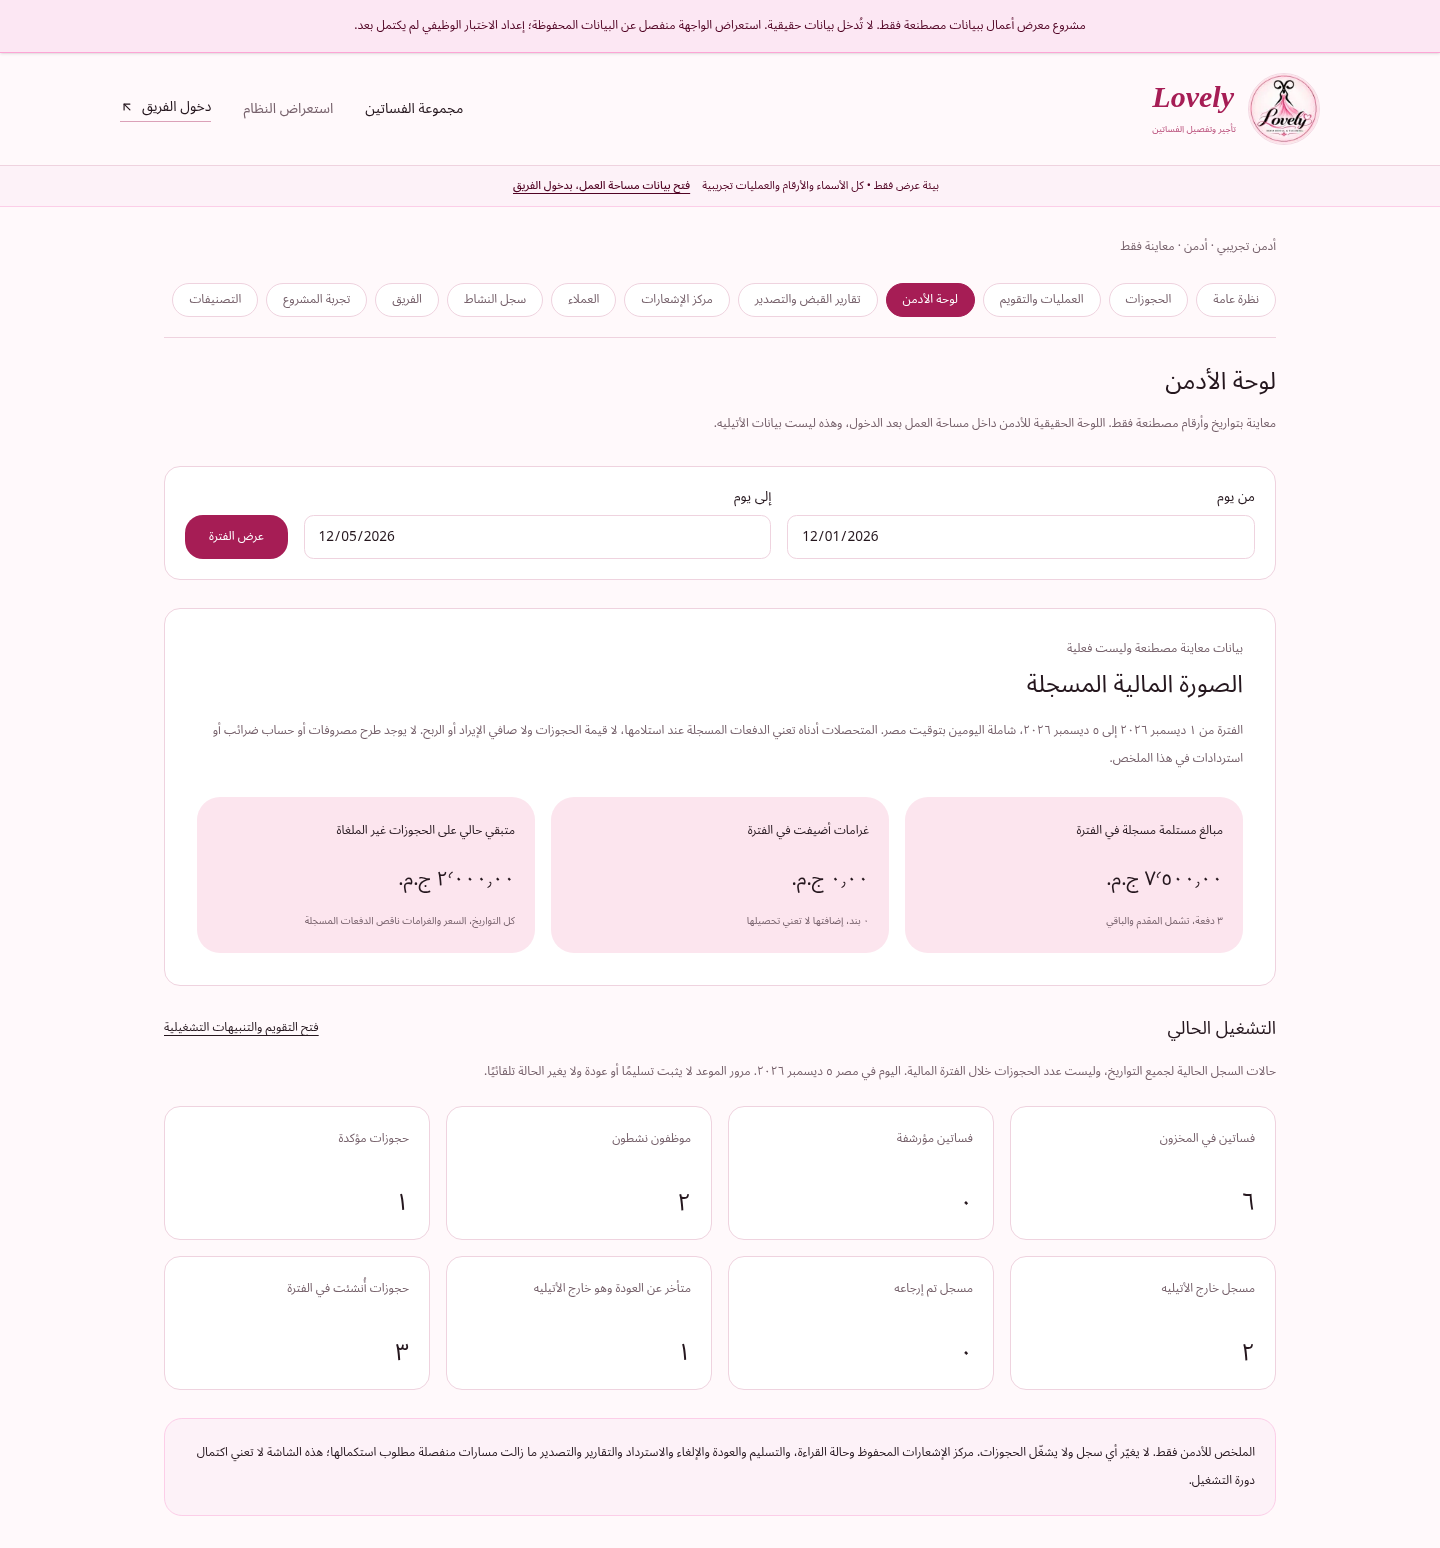 مشروع معرض أعمال ببيانات مصطنعة فقط. لا تُدخل بيانات حقيقية. استعراض الواجهة منفصل عن البيانات المحفوظة؛ إعداد الاختبار الوظيفي لم يكتمل بعد.
Lovely
Lovely
تأجير وتفصيل الفساتين
مجموعة الفساتين
استعراض النظام
دخول الفريق
بيئة عرض فقط • كل الأسماء والأرقام والعمليات تجريبية
فتح بيانات مساحة العمل، بدخول الفريق
أدمن تجريبي · أدمن · معاينة فقط
نظرة عامة
الحجوزات
العمليات والتقويم
لوحة الأدمن
تقارير القبض والتصدير
مركز الإشعارات
العملاء
سجل النشاط
الفريق
تجربة المشروع
التصنيفات
لوحة الأدمن
معاينة بتواريخ وأرقام مصطنعة فقط. اللوحة الحقيقية للأدمن داخل مساحة العمل بعد الدخول، وهذه ليست بيانات الأتيليه.
من يوم
إلى يوم
12/01/2026
12/05/2026
عرض الفترة
بيانات معاينة مصطنعة وليست فعلية
الصورة المالية المسجلة
الفترة من ١ ديسمبر ٢٠٢٦ إلى ٥ ديسمبر ٢٠٢٦، شاملة اليومين بتوقيت مصر. المتحصلات أدناه تعني الدفعات المسجلة عند استلامها، لا قيمة الحجوزات ولا صافي الإيراد أو الربح. لا يوجد طرح مصروفات أو حساب ضرائب أو
استردادات في هذا الملخص.
مبالغ مستلمة مسجلة في الفترة
٧٬٥٠٠٫٠٠ ج.م.
٣ دفعة، تشمل المقدم والباقي
غرامات أضيفت في الفترة
٠٫٠٠ ج.م.
٠ بند، إضافتها لا تعني تحصيلها
متبقي حالي على الحجوزات غير الملغاة
٢٬٠٠٠٫٠٠ ج.م.
كل التواريخ، السعر والغرامات ناقص الدفعات المسجلة
التشغيل الحالي
فتح التقويم والتنبيهات التشغيلية
حالات السجل الحالية لجميع التواريخ، وليست عدد الحجوزات خلال الفترة المالية. اليوم في مصر ٥ ديسمبر ٢٠٢٦. مرور الموعد لا يثبت تسليمًا أو عودة ولا يغير الحالة تلقائيًا.
فساتين في المخزون
٦
فساتين مؤرشفة
٠
موظفون نشطون
٢
حجوزات مؤكدة
١
مسجل خارج الأتيليه
٢
مسجل تم إرجاعه
٠
متأخر عن العودة وهو خارج الأتيليه
١
حجوزات أُنشئت في الفترة
٣
الملخص للأدمن فقط. لا يغيّر أي سجل ولا يشغّل الحجوزات. مركز الإشعارات المحفوظ وحالة القراءة، والتسليم والعودة والإلغاء والاسترداد والتقارير والتصدير ما زالت مسارات منفصلة مطلوب استكمالها؛ هذه الشاشة لا تعني اكتمال
دورة التشغيل.